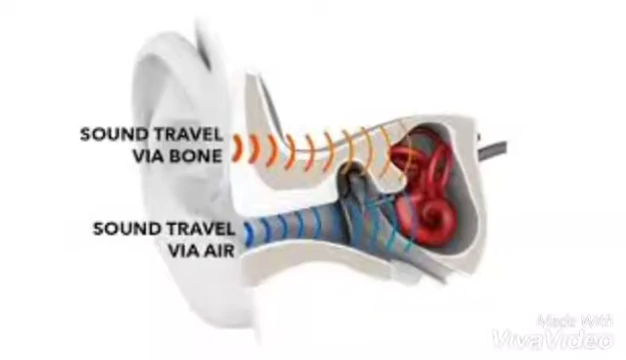 SOUND TRAVEL
VIA BONE
SOUND TRAVEL
VIA AIR
Made With
VivaVideo